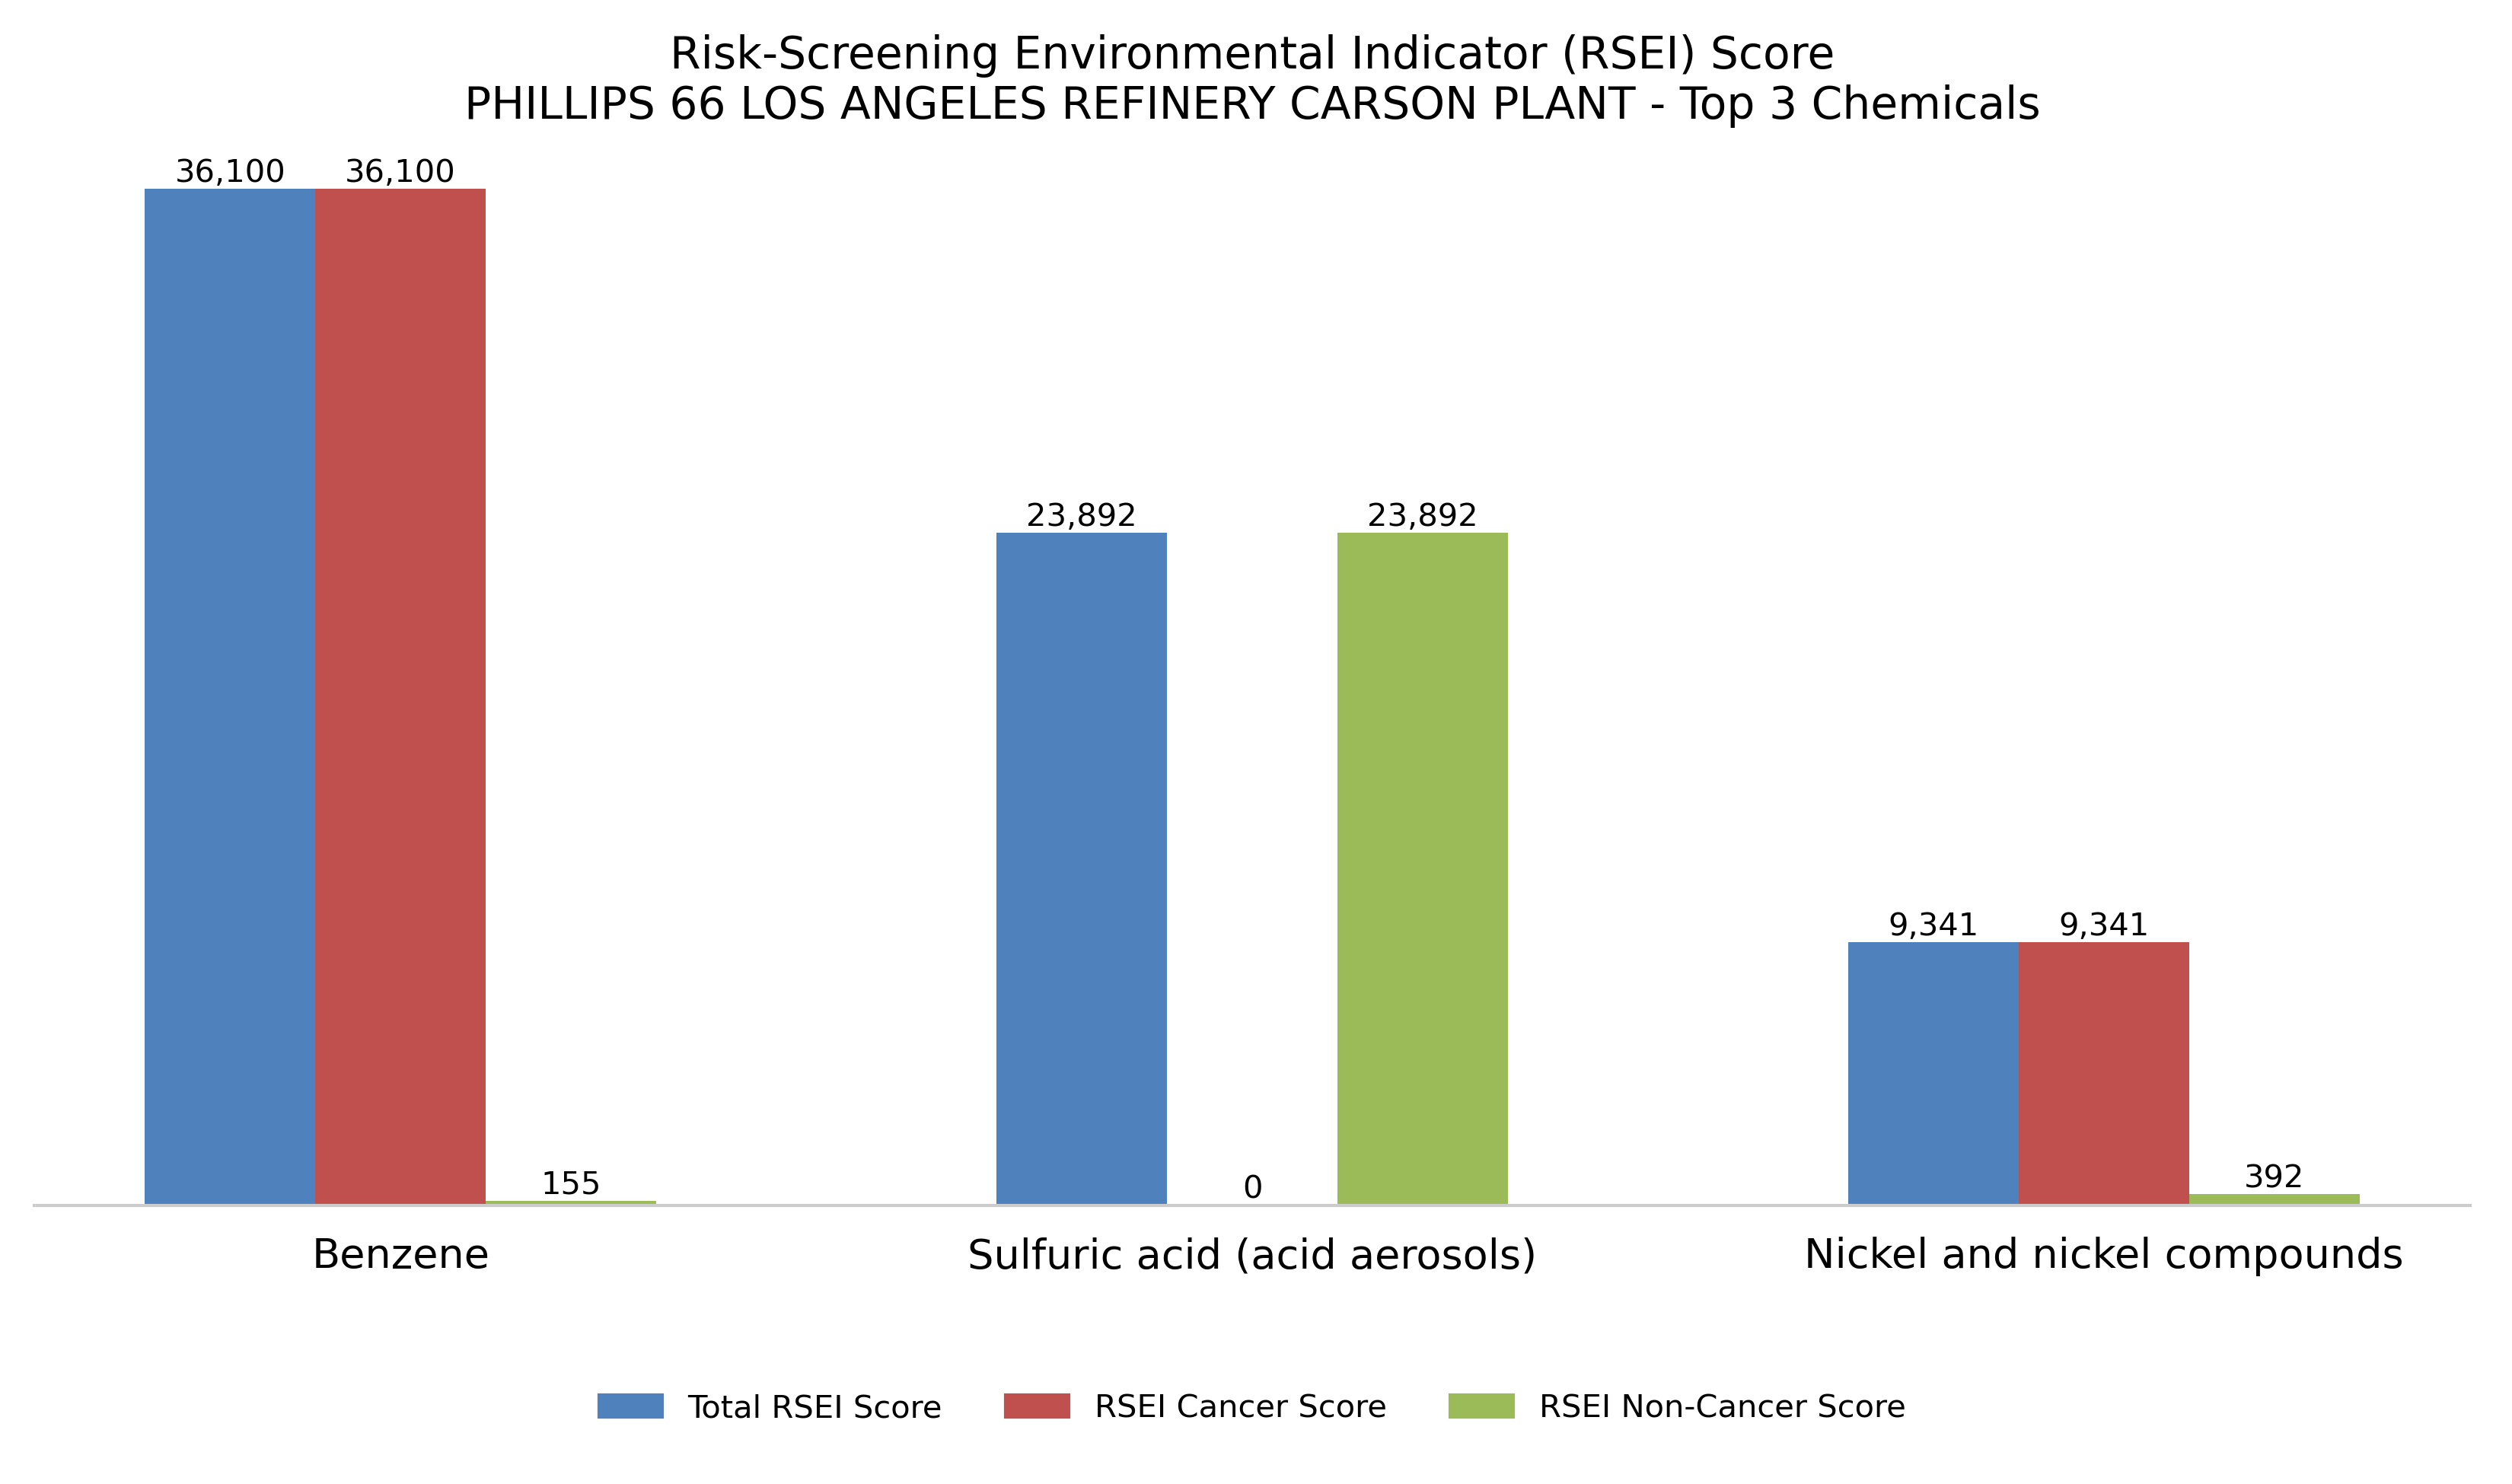 Risk-Screening Environmental Indicator (RSEI) Score
PHILLIPS 66 LOS ANGELES REFINERY CARSON PLANT - Top 3 Chemicals
36,100 36,100
23,892 23,892
9,341 9,341
155 0 392
Benzene Sulfuric acid (acid aerosols) Nickel and nickel compounds
Total RSEI Score RSEI Cancer Score RSEI Non-Cancer Score